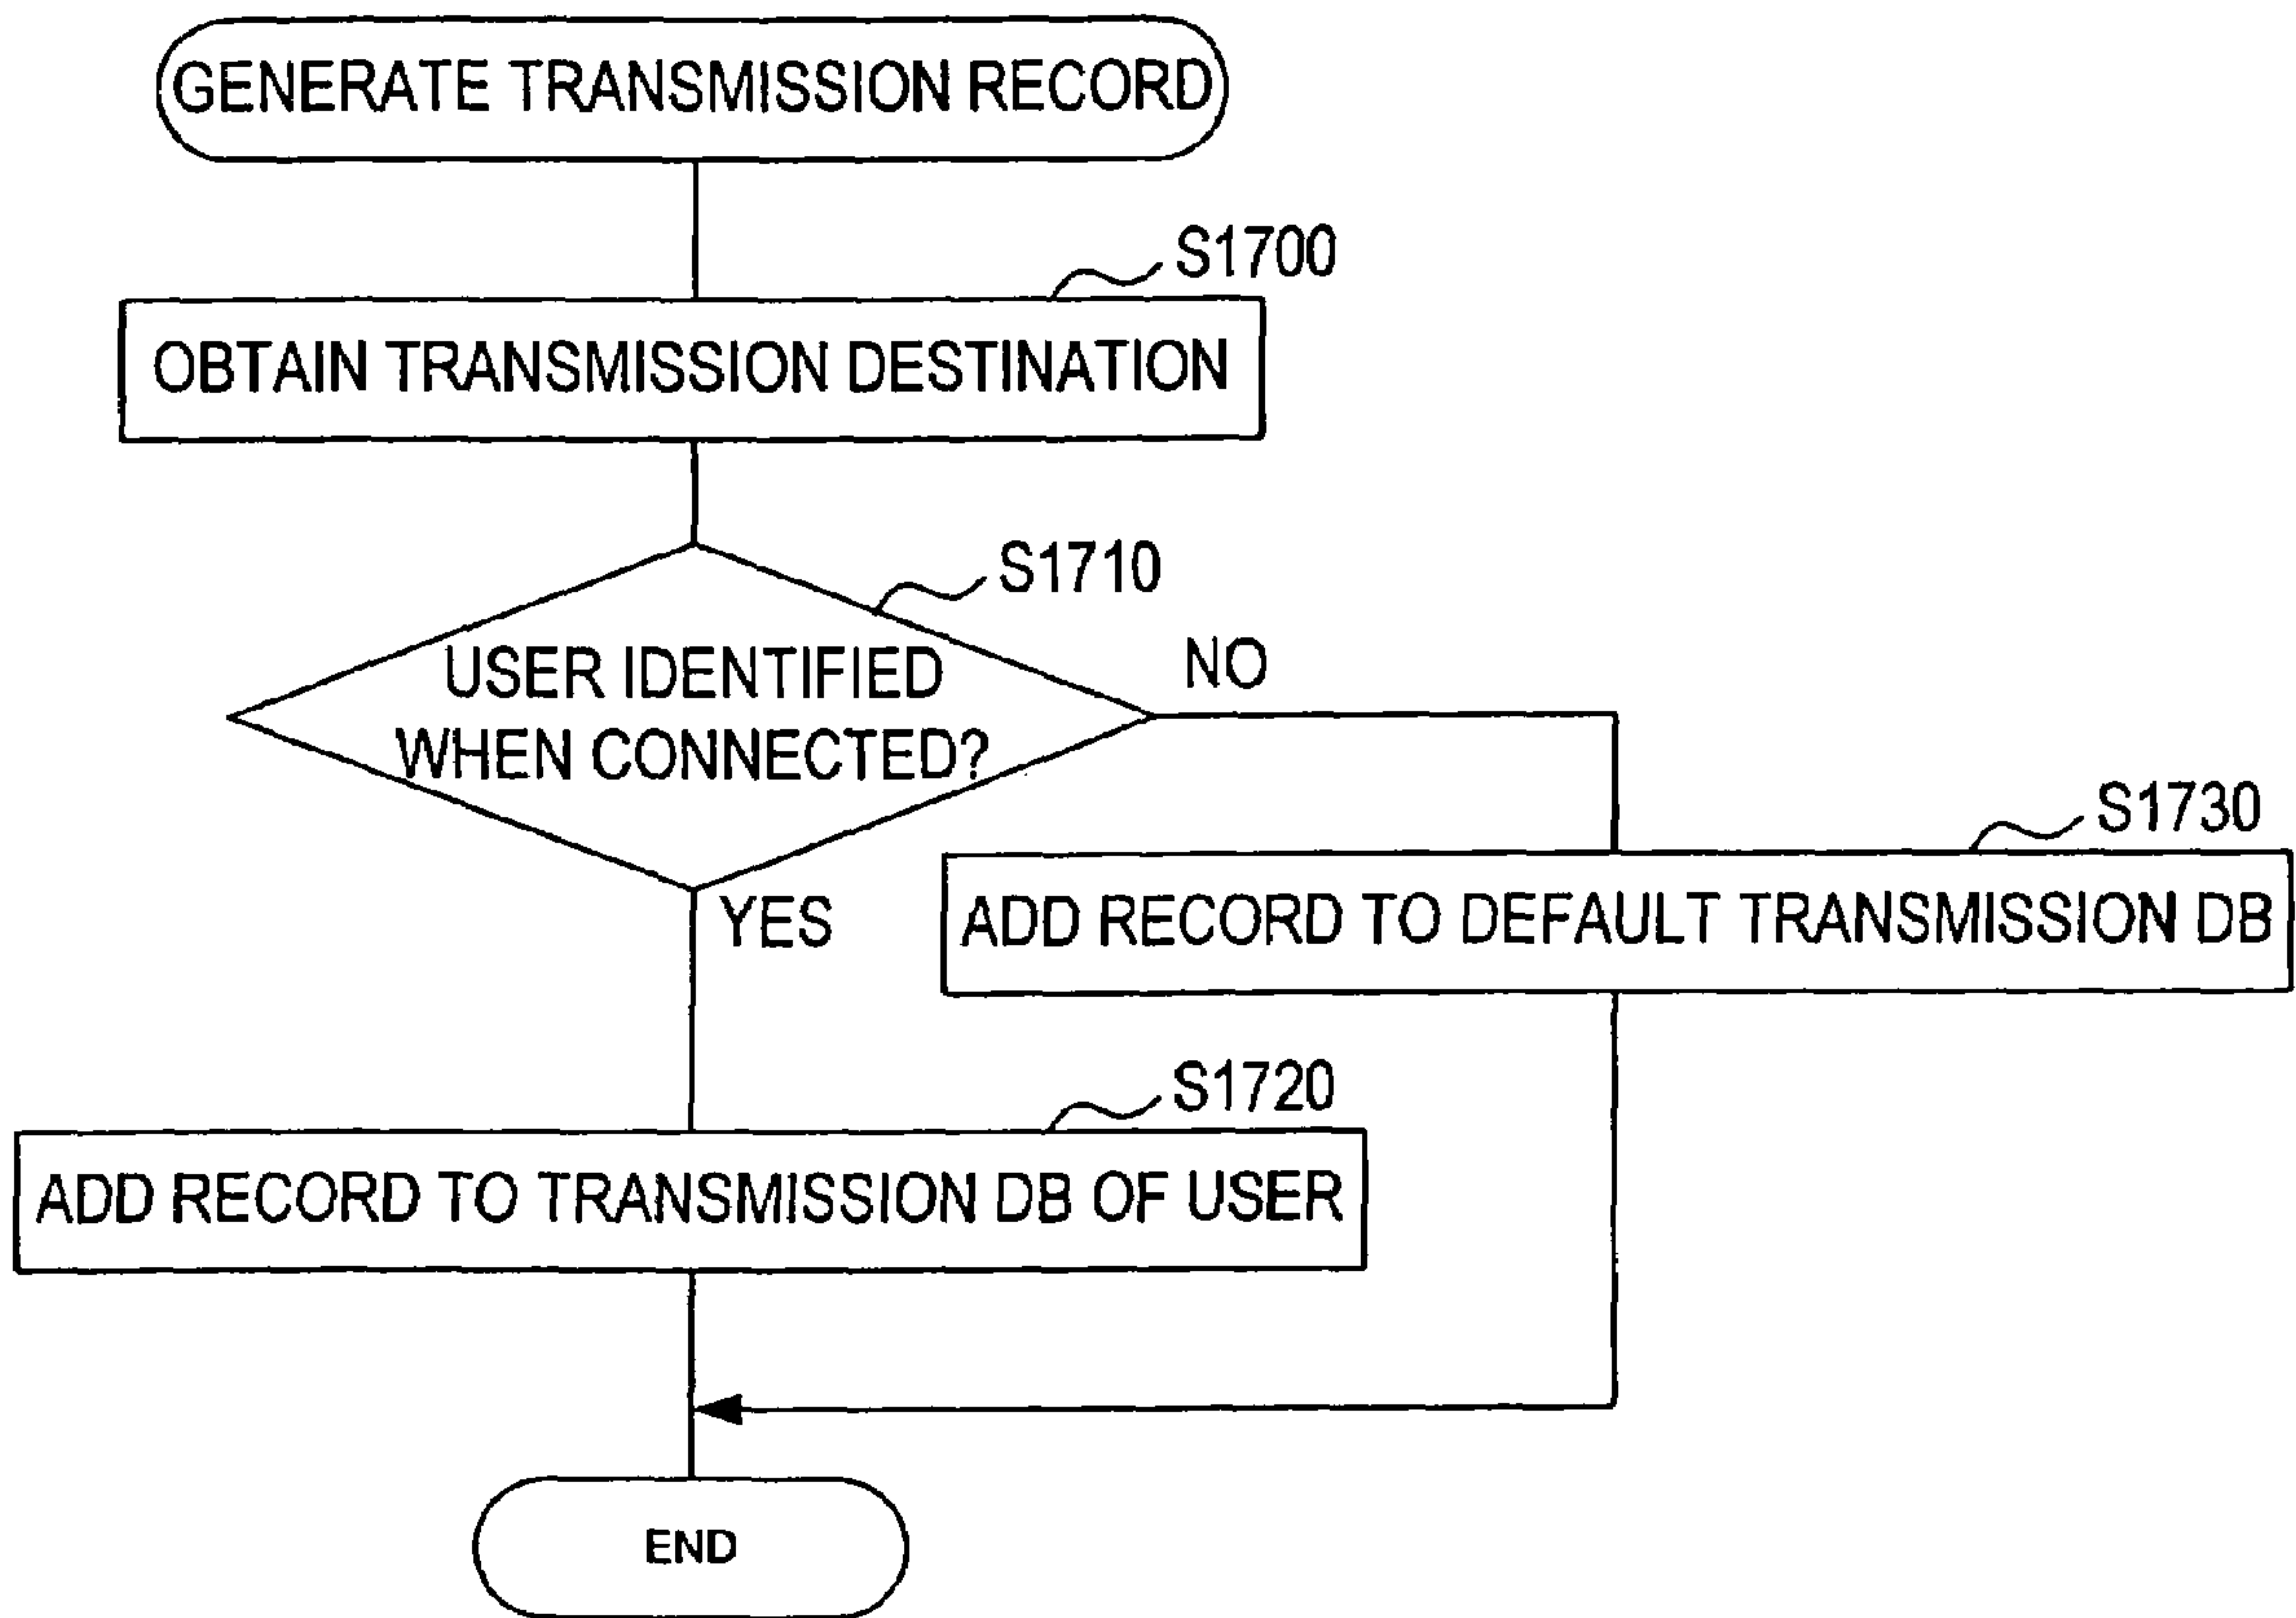 GENERATE TRANSMISSION RECORD
S1700
OBTAIN TRANSMISSION DESTINATION
S1710
USER IDENTIFIED
WHEN CONNECTED?
NO
YES
S1730
ADD RECORD TO DEFAULT TRANSMISSION DB
S1720
ADD RECORD TO TRANSMISSION DB OF USER
END